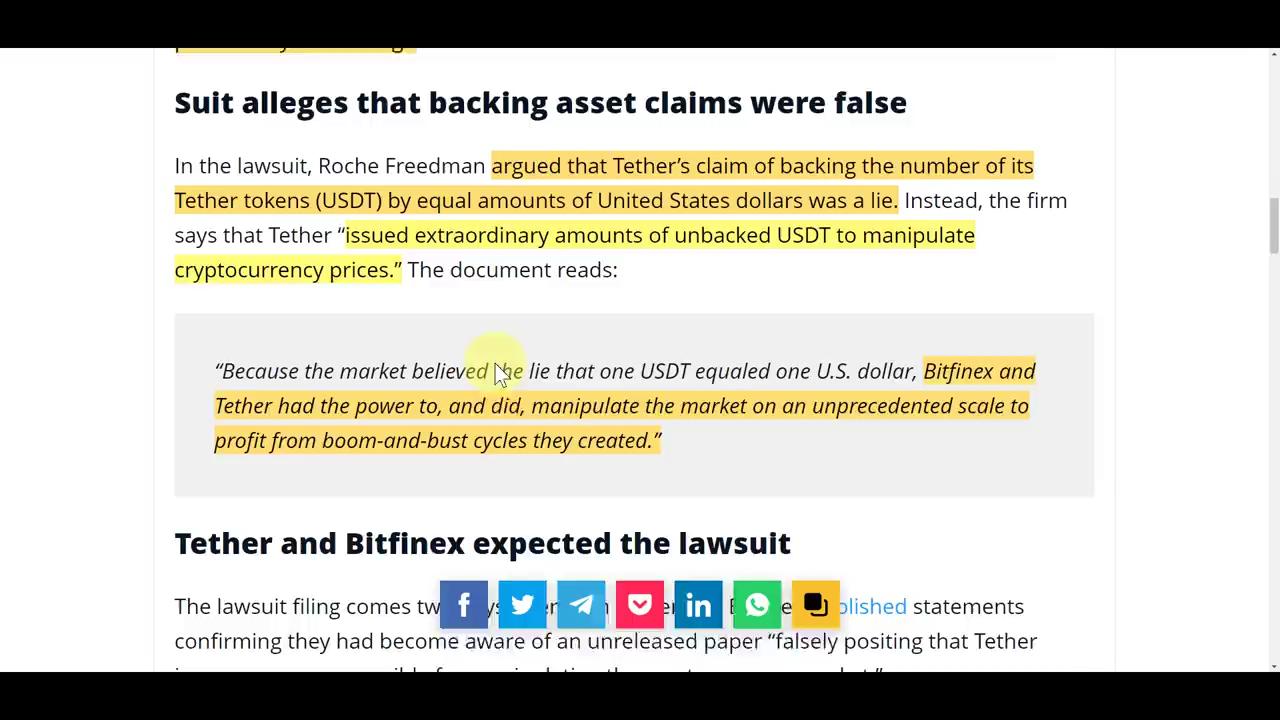 Suit alleges that backing asset claims were false
In the lawsuit, Roche Freedman argued that Tether’s claim of backing the number of its
Tether tokens (USDT) by equal amounts of United States dollars was a lie. Instead, the firm
says that Tether “issued extraordinary amounts of unbacked USDT to manipulate
cryptocurrency prices.” The document reads:
“Because the market believed the lie that one USDT equaled one U.S. dollar, Bitfinex and
Tether had the power to, and did, manipulate the market on an unprecedented scale to
profit from boom-and-bust cycles they created.”
Tether and Bitfinex expected the lawsuit
The lawsuit filing comes statements
confirming they had become aware of an unreleased paper “falsely positing that Tether